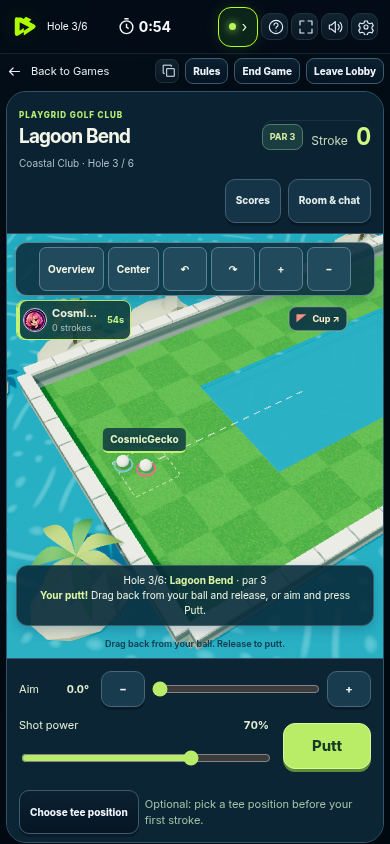 Hole 3/6
0:54
Back to Games
Rules
End Game
Leave Lobby
PLAYGRID GOLF CLUB
Lagoon Bend
PAR 3
Stroke 0
Coastal Club · Hole 3 / 6
Scores
Room & chat
Overview
Center
↶
↷
+
−
Cosmi...
0 strokes
54s
Cup ↗
CosmicGecko
Hole 3/6: Lagoon Bend · par 3
Your putt! Drag back from your ball and release, or aim and press
Putt.
Drag back from your ball. Release to putt.
Aim
0.0°
−
+
Shot power
70%
Putt
Choose tee position
Optional: pick a tee position before your
first stroke.